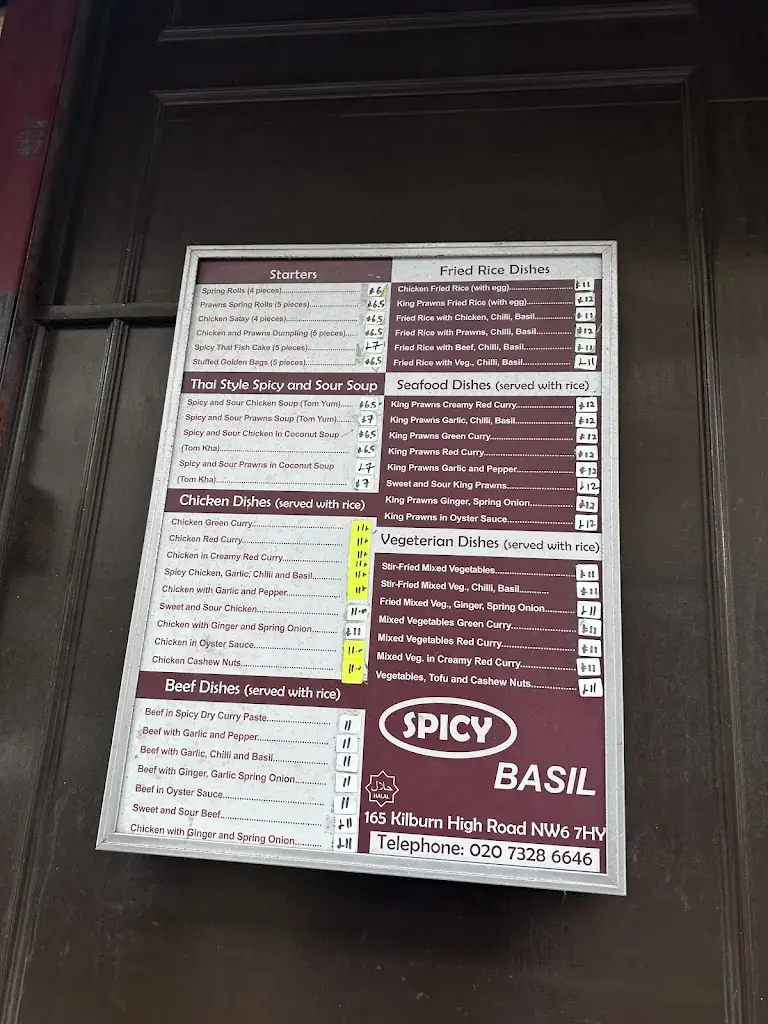 Starters
Spring Rolls (4 pieces)........ £6
Prawns Spring Rolls (5 pieces)........ £6.5
Chicken Satay (4 pieces)........ £6.5
Chicken and Prawns Dumpling (5 pieces)..... £6.5
Spicy Thai Fish Cake (5 pieces)........ £7
Stuffed Golden Bags (5 pieces)........ £6.5
Thai Style Spicy and Sour Soup
Spicy and Sour Chicken Soup (Tom Yum)..... £6.5
Spicy and Sour Prawns Soup (Tom Yum)..... £7
Spicy and Sour Chicken in Coconut Soup £6.5
(Tom Kha)........ £6.5
Spicy and Sour Prawns in Coconut Soup £7
(Tom Kha)........ £7
Chicken Dishes (served with rice)
Chicken Green Curry........
Chicken Red Curry........
Chicken in Creamy Red Curry........
Spicy Chicken, Garlic, Chilli and Basil........
Chicken with Garlic and Pepper........
Sweet and Sour Chicken........ 11.00
Chicken with Ginger and Spring Onion........ £11
Chicken in Oyster Sauce........ 11.00
Chicken Cashew Nuts........ 11.00
Beef Dishes (served with rice)
Beef in Spicy Dry Curry Paste........ 11
Beef with Garlic and Pepper........ 11
Beef with Garlic, Chilli and Basil........ 11
Beef with Ginger, Garlic Spring Onion........ 11
Beef in Oyster Sauce........ 11
Sweet and Sour Beef........ £11
Chicken with Ginger and Spring Onion........ £11
Fried Rice Dishes
Chicken Fried Rice (with egg)........ £11
King Prawns Fried Rice (with egg)........ £12
Fried Rice with Chicken, Chilli, Basil........ £11
Fried Rice with Prawns, Chilli, Basil........ £12
Fried Rice with Beef, Chilli, Basil........ £11
Fried Rice with Veg., Chilli, Basil........ £11
Seafood Dishes (served with rice)
King Prawns Creamy Red Curry........ £12
King Prawns Garlic, Chilli, Basil........ £12
King Prawns Green Curry........ £12
King Prawns Red Curry........ £12
King Prawns Garlic and Pepper........ £12
Sweet and Sour King Prawns........ £12
King Prawns Ginger, Spring Onion........ £12
King Prawns in Oyster Sauce........ £12
Vegeterian Dishes (served with rice)
Stir-Fried Mixed Vegetables........ £11
Stir-Fried Mixed Veg., Chilli, Basil........ £11
Fried Mixed Veg., Ginger, Spring Onion........ £11
Mixed Vegetables Green Curry........ £11
Mixed Vegetables Red Curry........ £11
Mixed Veg. in Creamy Red Curry........ £11
Vegetables, Tofu and Cashew Nuts........ £11
SPICY
BASIL
حلال
HALAL
165 Kilburn High Road NW6 7HY
Telephone: 020 7328 6646